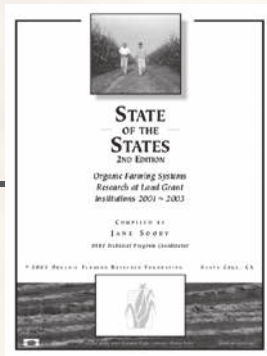 STATE
OF THE
STATES
2ND EDITION
Organic Farming Systems
Research at Land Grant
Institutions 2001 ~ 2003
COMPILED BY
JANE SOOBY
OFRF Technical Program Coordinator
© 2003 ORGANIC FARMING RESEARCH FOUNDATION SANTA CRUZ, CA